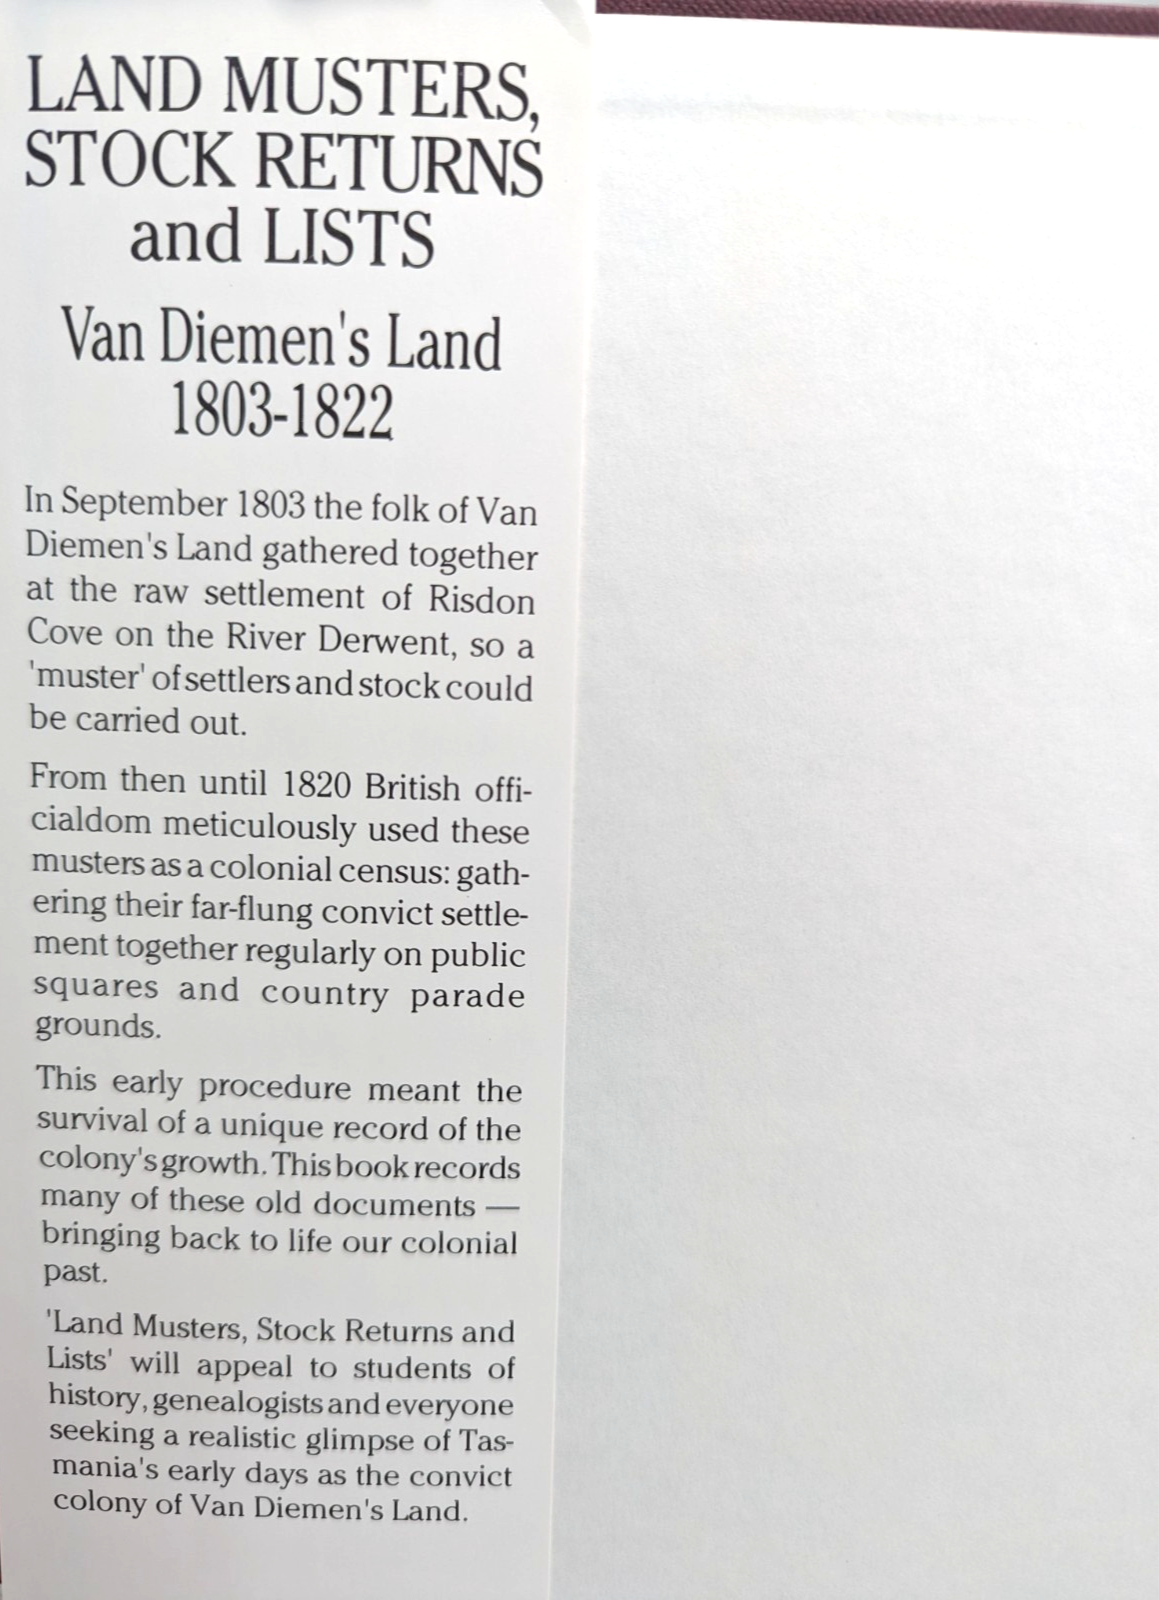 LAND MUSTERS,
STOCK RETURNS
and LISTS
Van Diemen's Land
1803-1822
In September 1803 the folk of Van
Diemen's Land gathered together
at the raw settlement of Risdon
Cove on the River Derwent, so a
'muster' of settlers and stock could
be carried out.
From then until 1820 British offi-
cialdom meticulously used these
musters as a colonial census: gath-
ering their far-flung convict settle-
ment together regularly on public
squares and country parade
grounds.
This early procedure meant the
survival of a unique record of the
colony's growth. This book records
many of these old documents —
bringing back to life our colonial
past.
'Land Musters, Stock Returns and
Lists' will appeal to students of
history, genealogists and everyone
seeking a realistic glimpse of Tas-
mania's early days as the convict
colony of Van Diemen's Land.